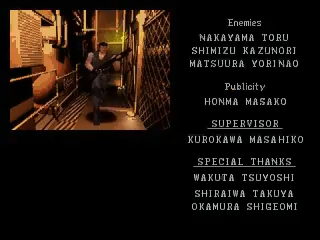 Enemies
NAKAYAMA TORU
SHIMIZU KAZUNORI
MATSUURA YORINAO
Publicity
HONMA MASAKO
SUPERVISOR
KUROKAWA MASAHIKO
SPECIAL THANKS
WAKUTA TSUYOSHI
SHIRAIWA TAKUYA
OKAMURA SHIGEOMI